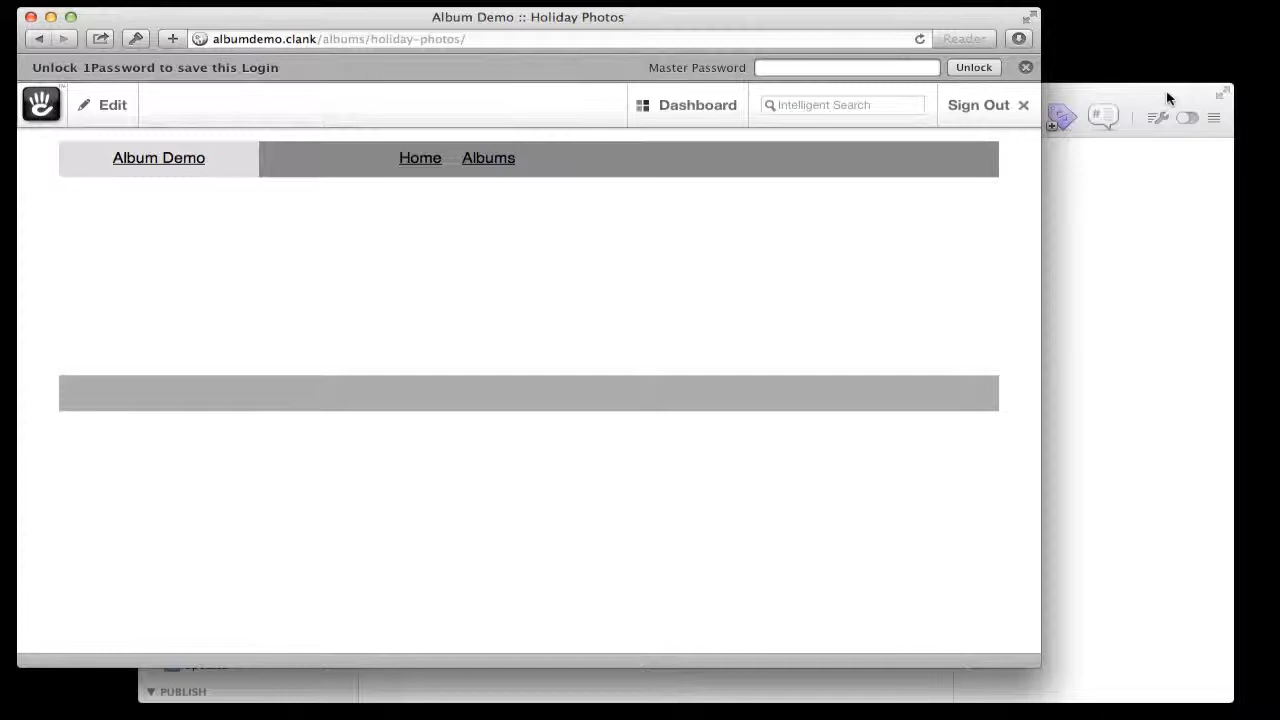 Album Demo :: Holiday Photos
albumdemo.clank/albums/holiday-photos/
Reader
Unlock 1Password to save this Login
Master Password
Unlock
Edit
Dashboard
Intelligent Search
Sign Out
Album Demo
Home
Albums
PUBLISH